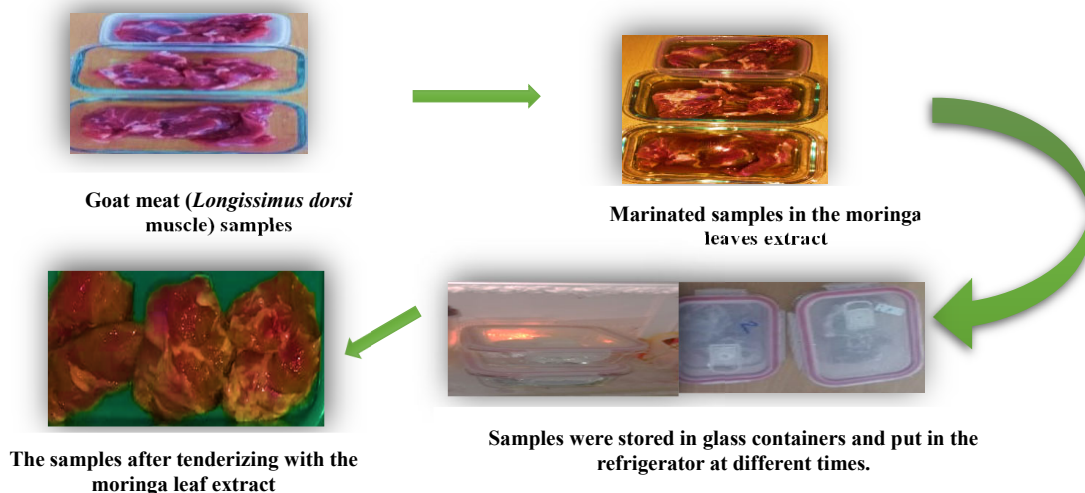 Goat meat (Longissimus dorsi
muscle) samples
Marinated samples in the moringa
leaves extract
Samples were stored in glass containers and put in the
refrigerator at different times.
The samples after tenderizing with the
moringa leaf extract